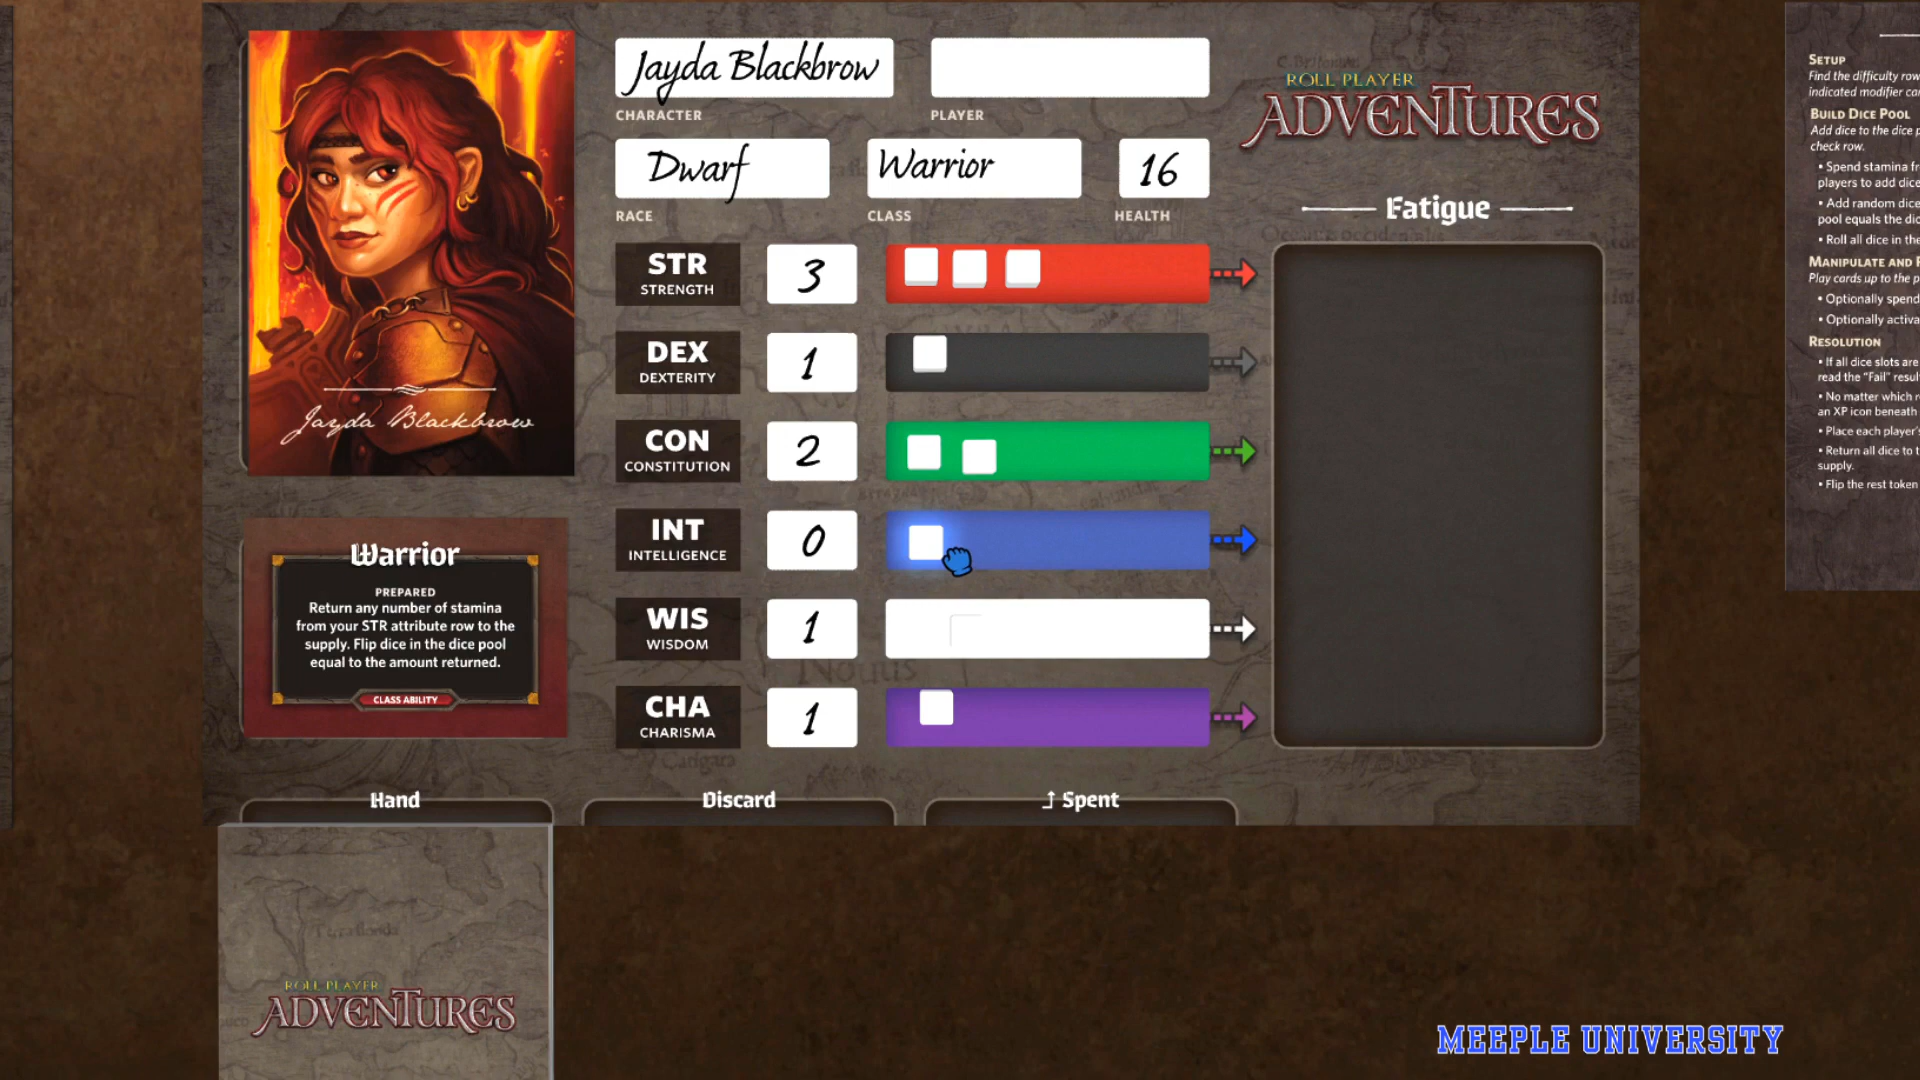 Jayda Blackbrow
CHARACTER
PLAYER
Dwarf
RACE
Warrior
CLASS
16
HEALTH
ROLL PLAYER
ADVENTURES
Fatigue
STR
STRENGTH
3
DEX
DEXTERITY
1
CON
CONSTITUTION
2
INT
INTELLIGENCE
0
WIS
WISDOM
1
CHA
CHARISMA
1
Jayda Blackbrow
Warrior
PREPARED
Return any number of stamina
from your STR attribute row to the
supply. Flip dice in the dice pool
equal to the amount returned.
CLASS ABILITY
Hand
Discard
Spent
ROLL PLAYER
ADVENTURES
SETUP
Find the difficulty row
indicated modifier
BUILD DICE POOL
Add dice to the dice
check row.
• Spend stamina
players to add dice
• Add random dice
pool equals the
• Roll all dice in the
MANIPULATE AND
Play cards up to the
• Optionally spend
• Optionally
RESOLUTION
• If all dice slots are
read the "Fail"
• No matter which
an XP icon beneath
• Place each player's
• Return all dice to
supply.
• Flip the rest token
MEEPLE UNIVERSITY